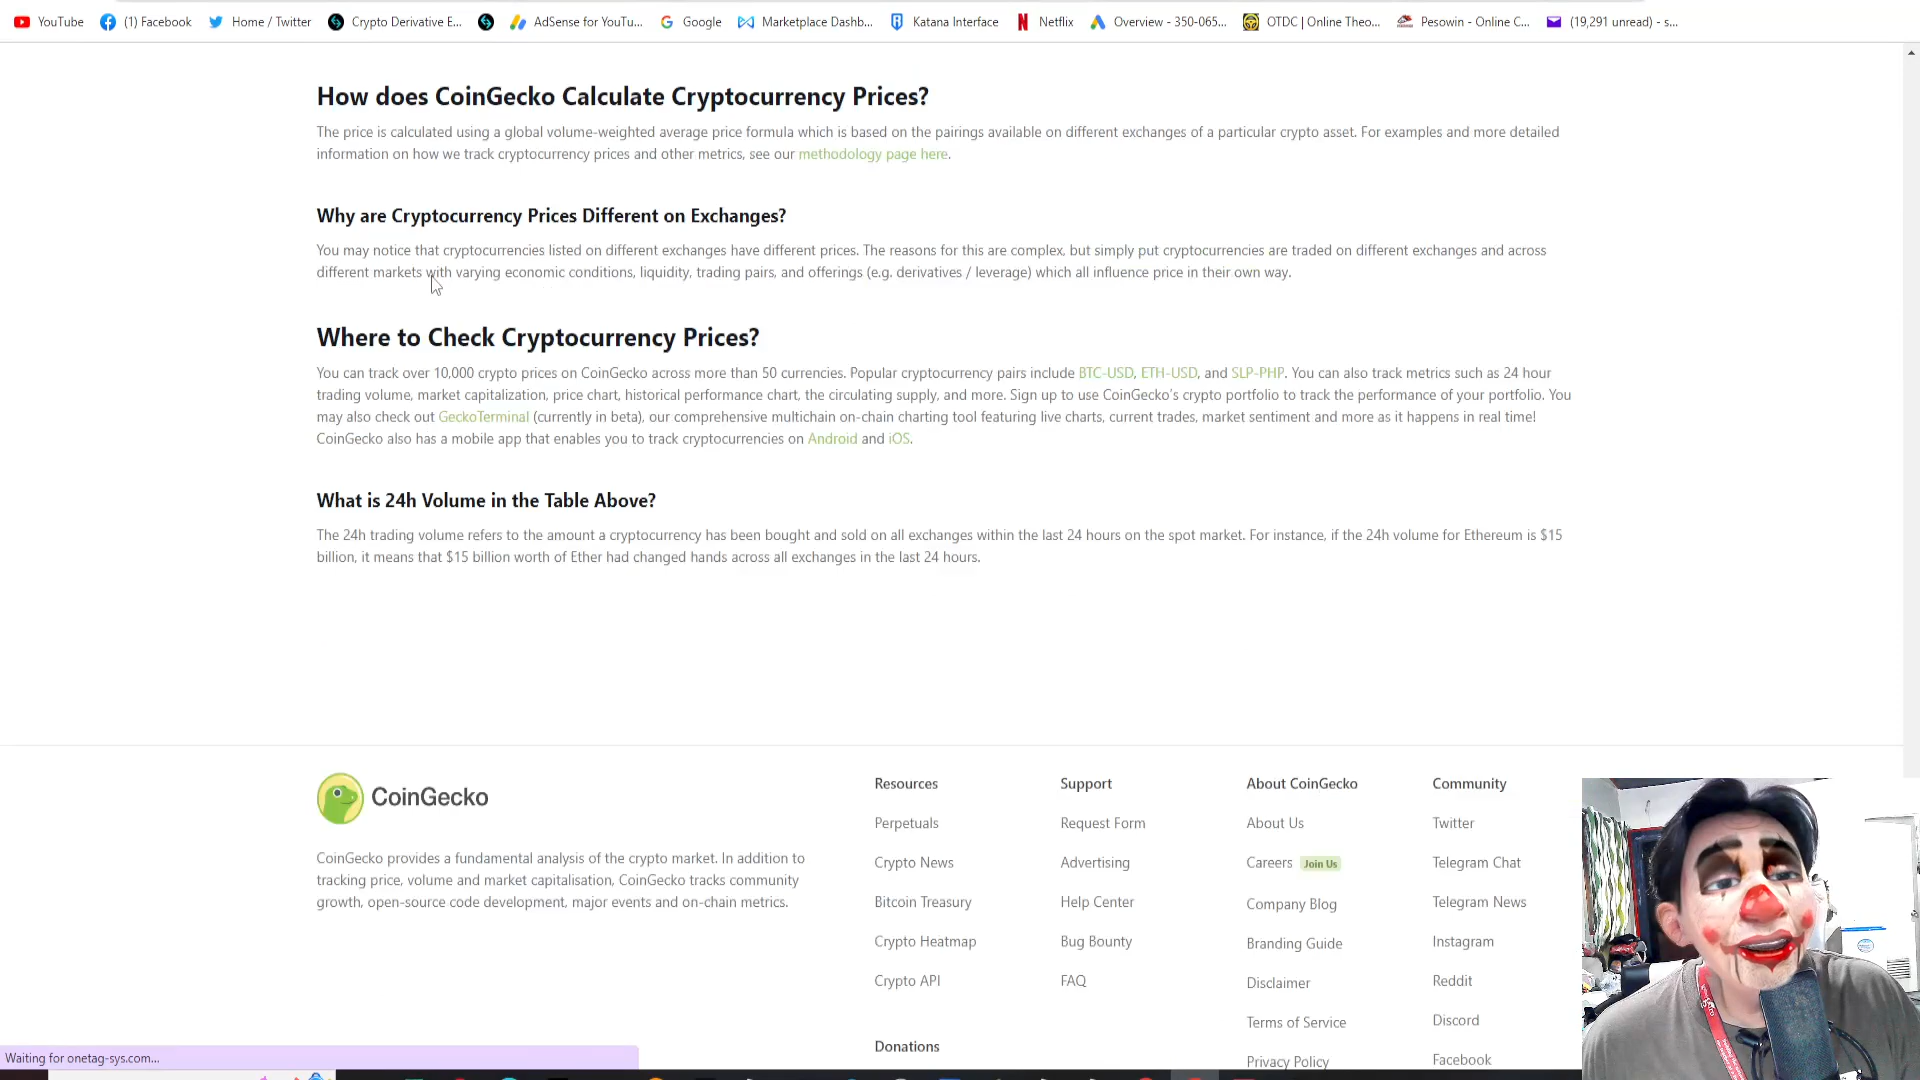 YouTube (1) Facebook Home / Twitter Crypto Derivative E... AdSense for YouTu... Google Marketplace Dashb... Katana Interface Netflix Overview - 350-065... OTDC | Online Theo... Pesowin - Online C... (19,291 unread) - s...
How does CoinGecko Calculate Cryptocurrency Prices?
The price is calculated using a global volume-weighted average price formula which is based on the pairings available on different exchanges of a particular crypto asset. For examples and more detailed
information on how we track cryptocurrency prices and other metrics, see our methodology page here.
Why are Cryptocurrency Prices Different on Exchanges?
You may notice that cryptocurrencies listed on different exchanges have different prices. The reasons for this are complex, but simply put cryptocurrencies are traded on different exchanges and across
different markets with varying economic conditions, liquidity, trading pairs, and offerings (e.g. derivatives / leverage) which all influence price in their own way.
Where to Check Cryptocurrency Prices?
You can track over 10,000 crypto prices on CoinGecko across more than 50 currencies. Popular cryptocurrency pairs include BTC-USD, ETH-USD, and SLP-PHP. You can also track metrics such as 24 hour
trading volume, market capitalization, price chart, historical performance chart, the circulating supply, and more. Sign up to use CoinGecko's crypto portfolio to track the performance of your portfolio. You
may also check out GeckoTerminal (currently in beta), our comprehensive multichain on-chain charting tool featuring live charts, current trades, market sentiment and more as it happens in real time!
CoinGecko also has a mobile app that enables you to track cryptocurrencies on Android and iOS.
What is 24h Volume in the Table Above?
The 24h trading volume refers to the amount a cryptocurrency has been bought and sold on all exchanges within the last 24 hours on the spot market. For instance, if the 24h volume for Ethereum is $15
billion, it means that $15 billion worth of Ether had changed hands across all exchanges in the last 24 hours.
CoinGecko
CoinGecko provides a fundamental analysis of the crypto market. In addition to
tracking price, volume and market capitalisation, CoinGecko tracks community
growth, open-source code development, major events and on-chain metrics.
Resources
Perpetuals
Crypto News
Bitcoin Treasury
Crypto Heatmap
Crypto API
Donations
Support
Request Form
Advertising
Help Center
Bug Bounty
FAQ
About CoinGecko
About Us
Careers Join Us
Company Blog
Branding Guide
Disclaimer
Terms of Service
Privacy Policy
Community
Twitter
Telegram Chat
Telegram News
Instagram
Reddit
Discord
Facebook
Waiting for onetag-sys.com...